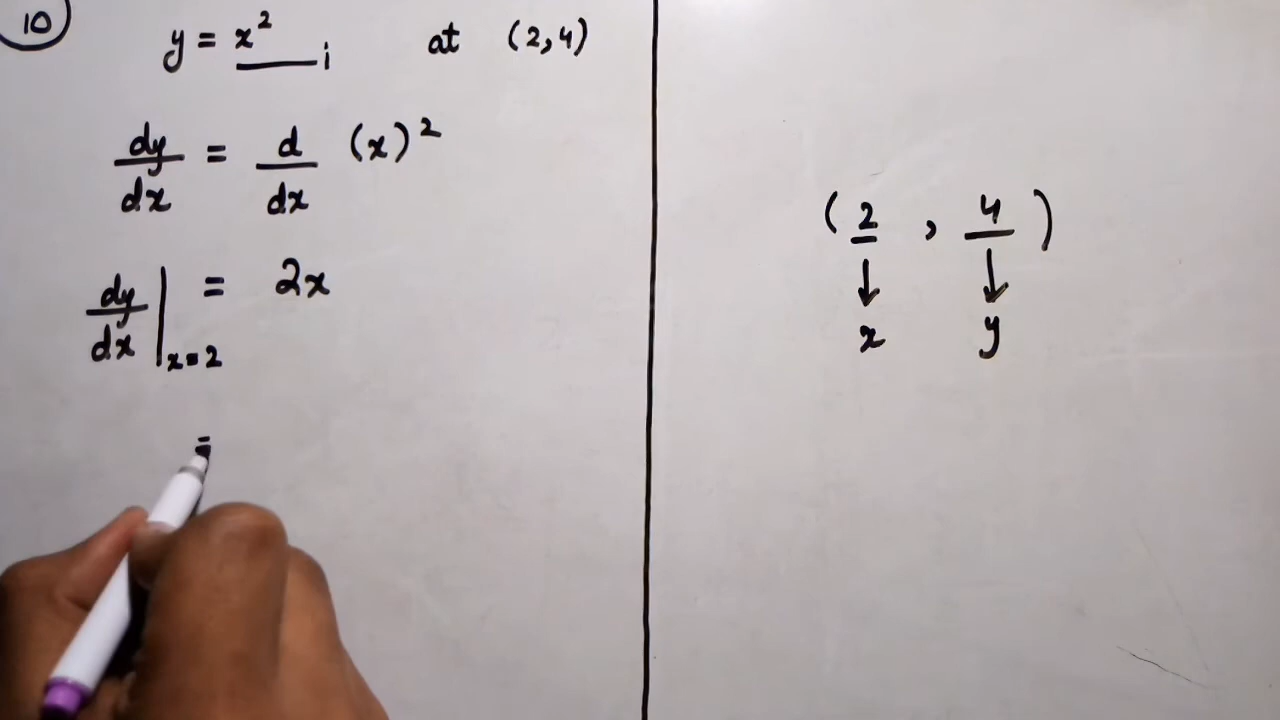 10
y = x² ; at (2,4)
dy/dx = d/dx (x)²
dy/dx |x=2 = 2x
=
( 2 , 4 )
↓ ↓
x y